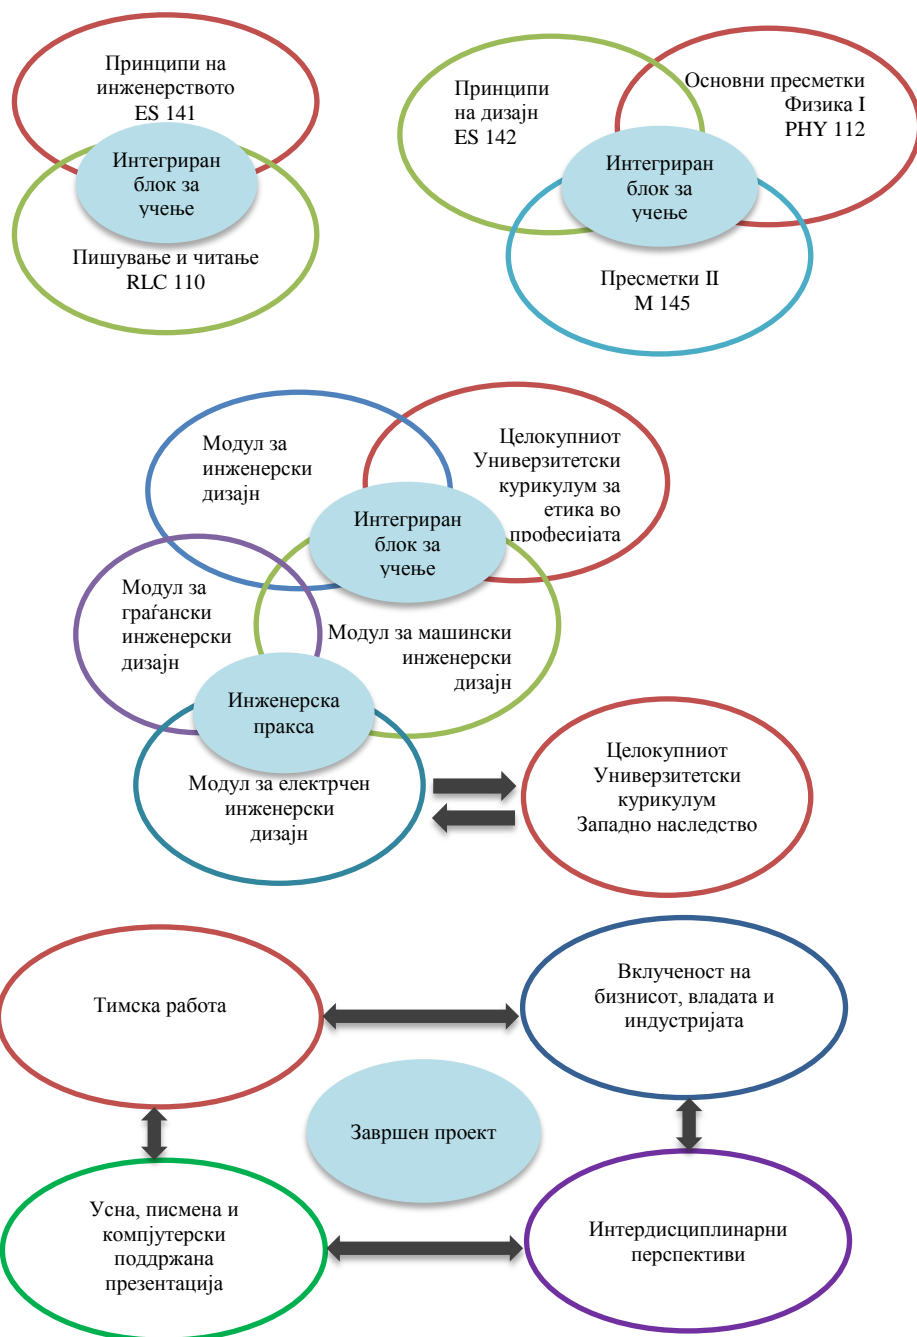 Принципи на
инженерството
ES 141
Интегриран
блок за
учење
Пишување и читање
RLC 110
Принципи
на дизајн
ES 142
Основни пресметки
Физика I
PHY 112
Интегриран
блок за
учење
Пресметки II
M 145
Модул за
инженерски
дизајн
Целокупниот
Универзитетски
курикулум за
етика во
професијата
Интегриран
блок за
учење
Модул за
граѓански
инженерски
дизајн
Модул за машински
инженерски
дизајн
Инженерска
пракса
Модул за електрчен
инженерски
дизајн
Целокупниот
Универзитетски
курикулум
Западно наследство
Тимска работа
Вклученост на
бизнисот, владата и
индустријата
Завршен проект
Усна, писмена и
компјутерски
поддржана
презентација
Интердисциплинарни
перспективи